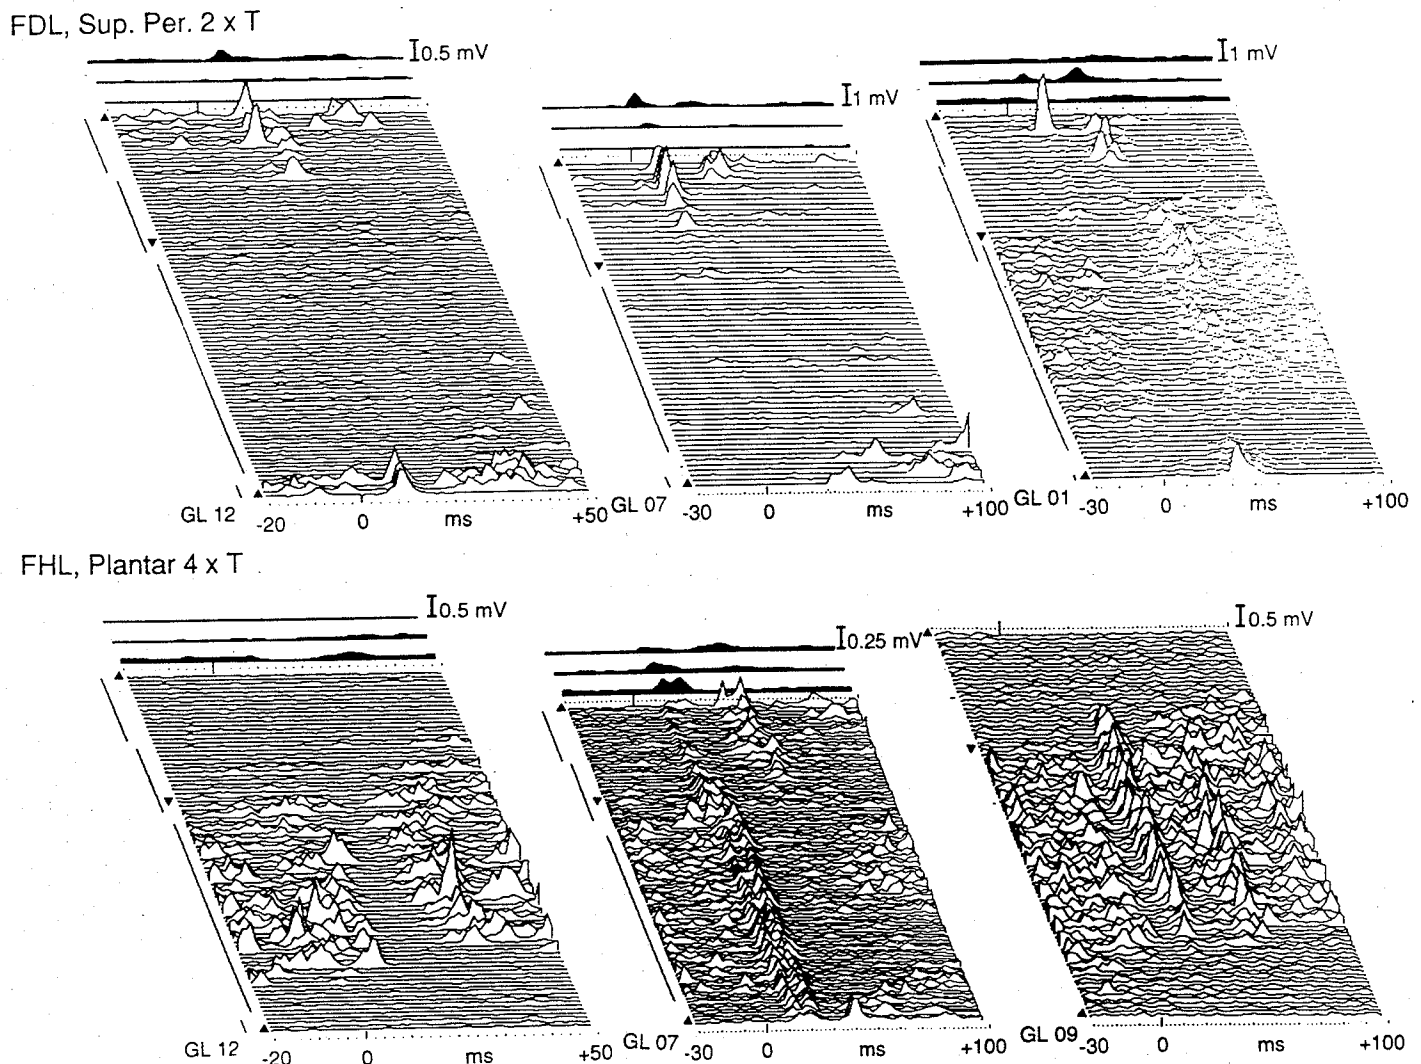 FDL, Sup. Per. 2 x T
0.5 mV
1 mV
1 mV
GL 12 -20 0 ms +50
GL 07 -30 0 ms +100
GL 01 -30 0 ms +100
FHL, Plantar 4 x T
0.5 mV
0.25 mV
0.5 mV
GL 12 -20 0 ms +50
GL 07 -30 0 ms +100
GL 09 -30 0 ms +100